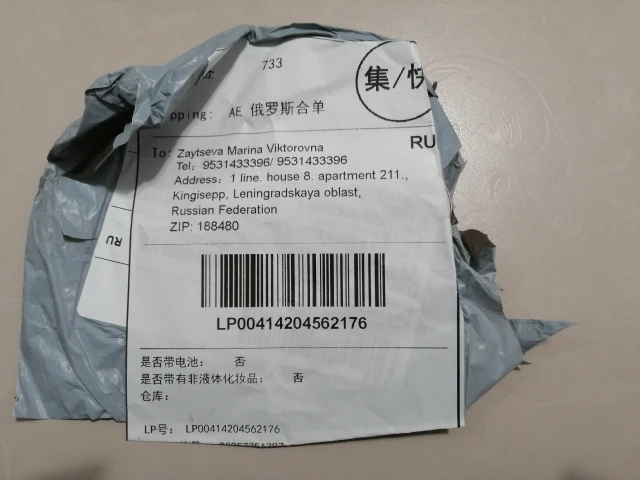 733
集/快
pping: AE 俄罗斯合单
RU
To: Zaytseva Marina Viktorovna
Tel: 9531433396/ 9531433396
Address: 1 line. house 8. apartment 211.,
Kingisepp, Leningradskaya oblast,
Russian Federation
ZIP: 188480
RU
LP00414204562176
是否带电池： 否
是否带有非液体化妆品： 否
仓库：
LP号: LP00414204562176